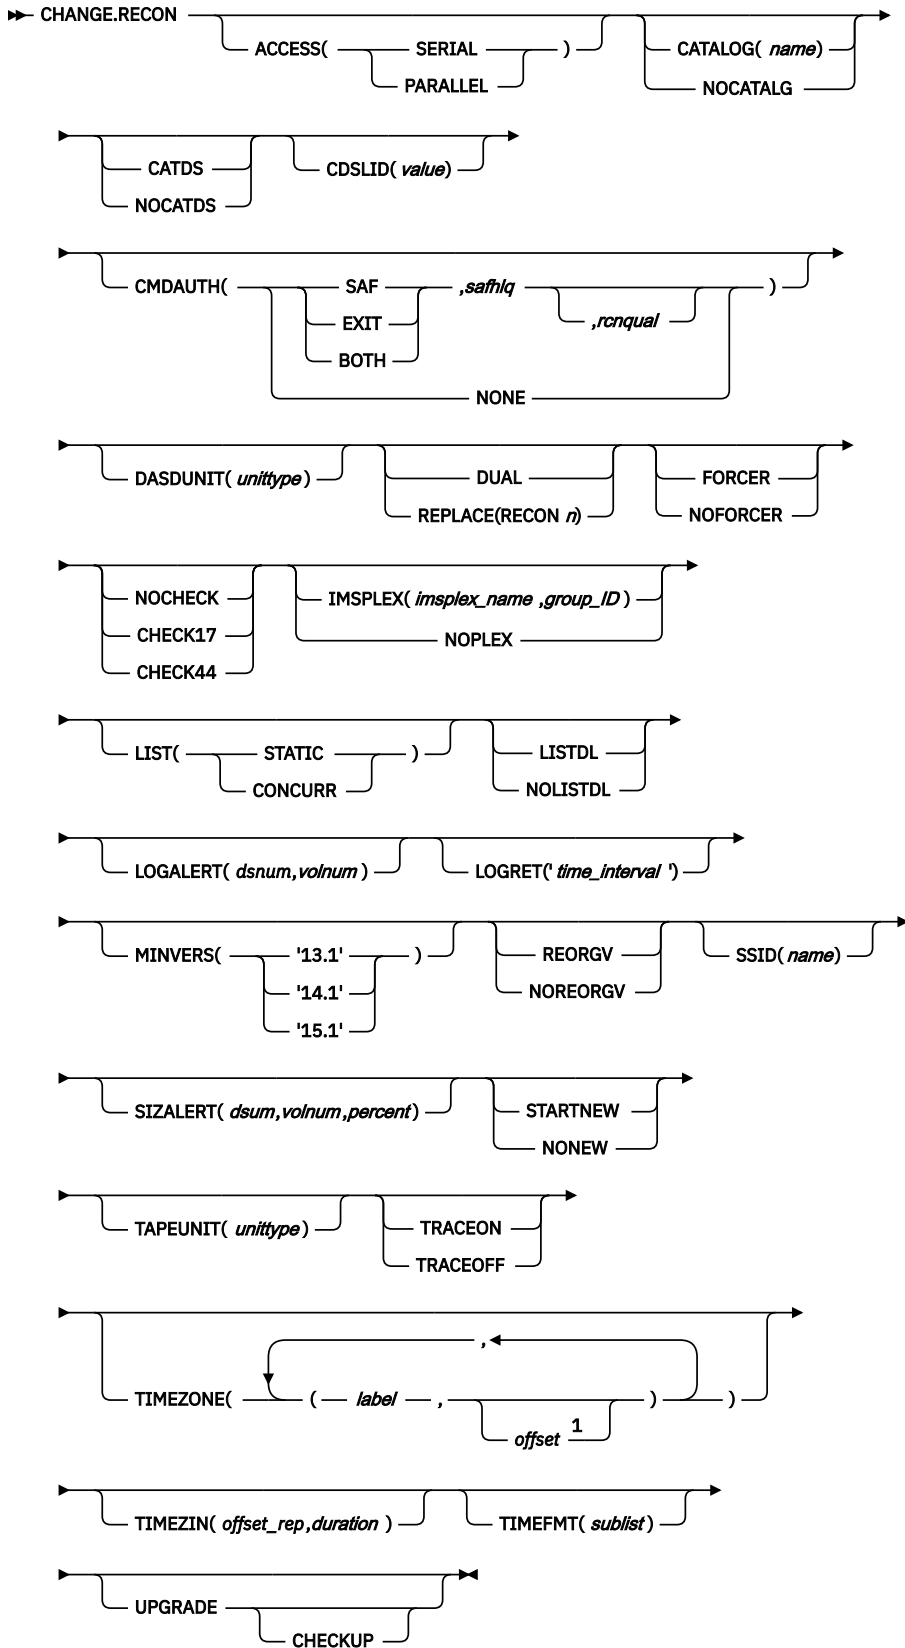 CHANGE.RECON
ACCESS( SERIAL ) CATALOG( name)
PARALLEL NOCATALG
CATDS CDSLID( value)
NOCATDS
CMDAUTH( SAF ,safhlq )
EXIT ,rcnqual
BOTH
NONE
DASDUNIT( unittype ) DUAL FORCER
REPLACE(RECON n) NOFORCER
NOCHECK IMSPLEX( imsplex_name ,group_ID )
CHECK17 NOPLEX
CHECK44
LIST( STATIC ) LISTDL
CONCURR NOLISTDL
LOGALERT( dsnum,volnum ) LOGRET(' time_interval ')
MINVERS( '13.1' ) REORGV SSID( name)
'14.1' NOREORGV
'15.1'
SIZALERT( dsum,volnum,percent) STARTNEW
NONEW
TAPEUNIT( unittype) TRACEON
TRACEOFF
,
TIMEZONE( ( label , ) )
offset 1
TIMEZIN( offset_rep,duration ) TIMEFMT( sublist)
UPGRADE
CHECKUP